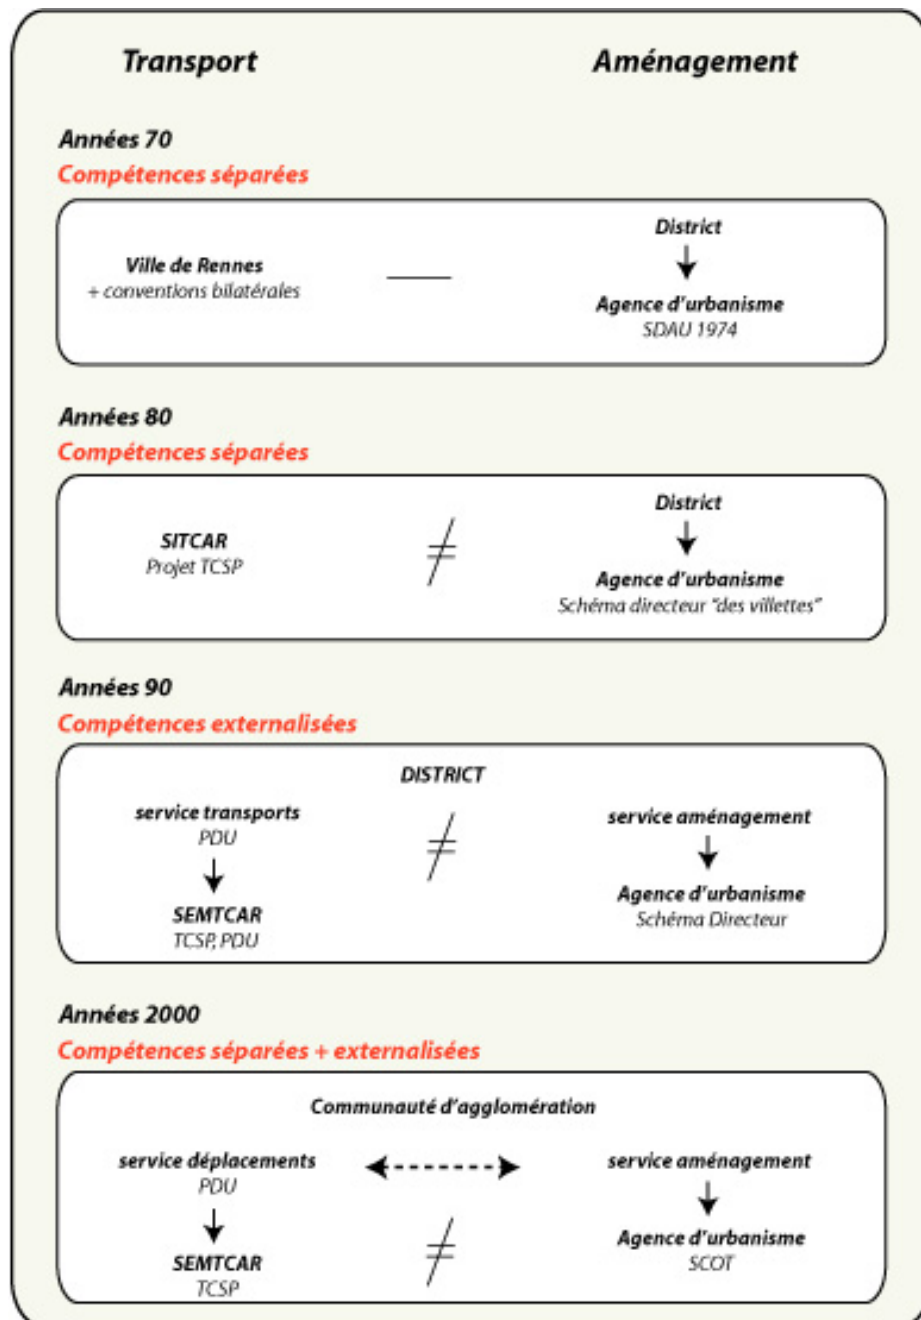 Transport
Aménagement
Années 70
Compétences séparées
Ville de Rennes
+ conventions bilatérales
District
Agence d'urbanisme
SDAU 1974
Années 80
Compétences séparées
SITCAR
Projet TCSP
District
Agence d'urbanisme
Schéma directeur "des villettes"
Années 90
Compétences externalisées
DISTRICT
service transports
PDU
SEMTCAR
TCSP, PDU
service aménagement
Agence d'urbanisme
Schéma Directeur
Années 2000
Compétences séparées + externalisées
Communauté d'agglomération
service déplacements
PDU
SEMTCAR
TCSP
service aménagement
Agence d'urbanisme
SCOT